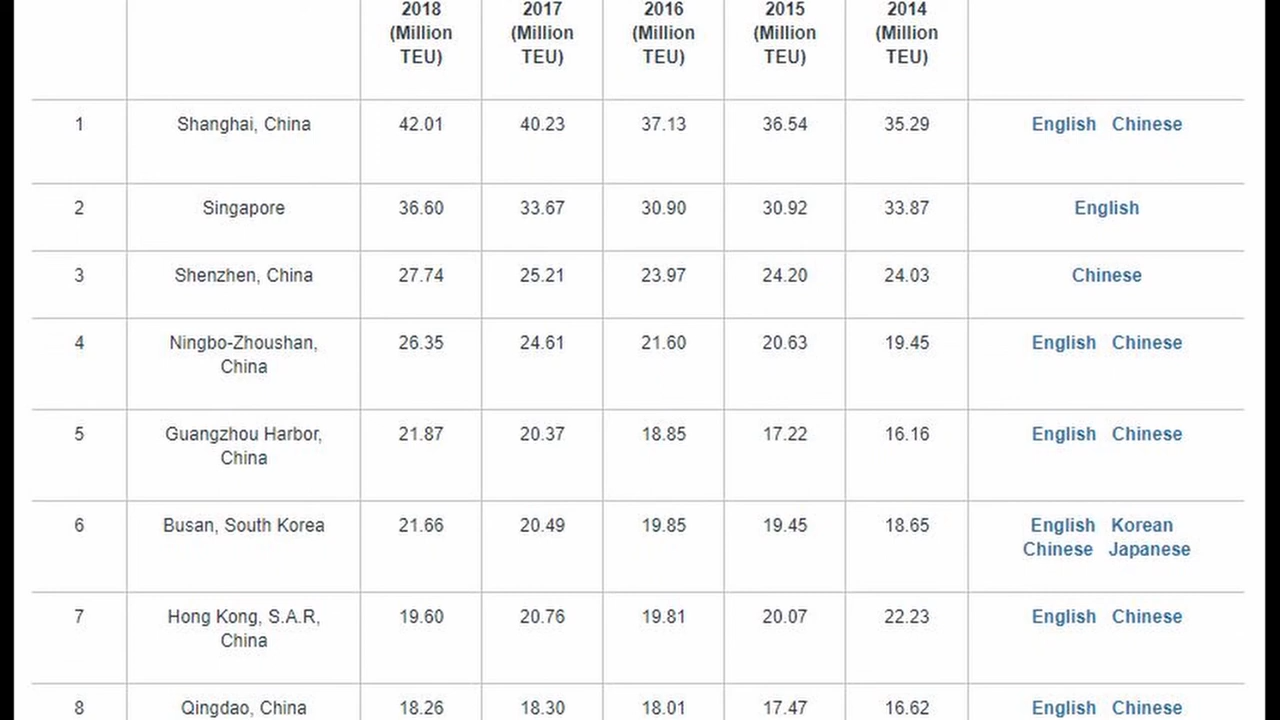 2018 2017 2016 2015 2014
(Million (Million (Million (Million (Million
TEU) TEU) TEU) TEU) TEU)
1 Shanghai, China 42.01 40.23 37.13 36.54 35.29 English Chinese
2 Singapore 36.60 33.67 30.90 30.92 33.87 English
3 Shenzhen, China 27.74 25.21 23.97 24.20 24.03 Chinese
4 Ningbo-Zhoushan, 26.35 24.61 21.60 20.63 19.45 English Chinese
China
5 Guangzhou Harbor, 21.87 20.37 18.85 17.22 16.16 English Chinese
China
6 Busan, South Korea 21.66 20.49 19.85 19.45 18.65 English Korean
Chinese Japanese
7 Hong Kong, S.A.R, 19.60 20.76 19.81 20.07 22.23 English Chinese
China
8 Qingdao, China 18.26 18.30 18.01 17.47 16.62 English Chinese